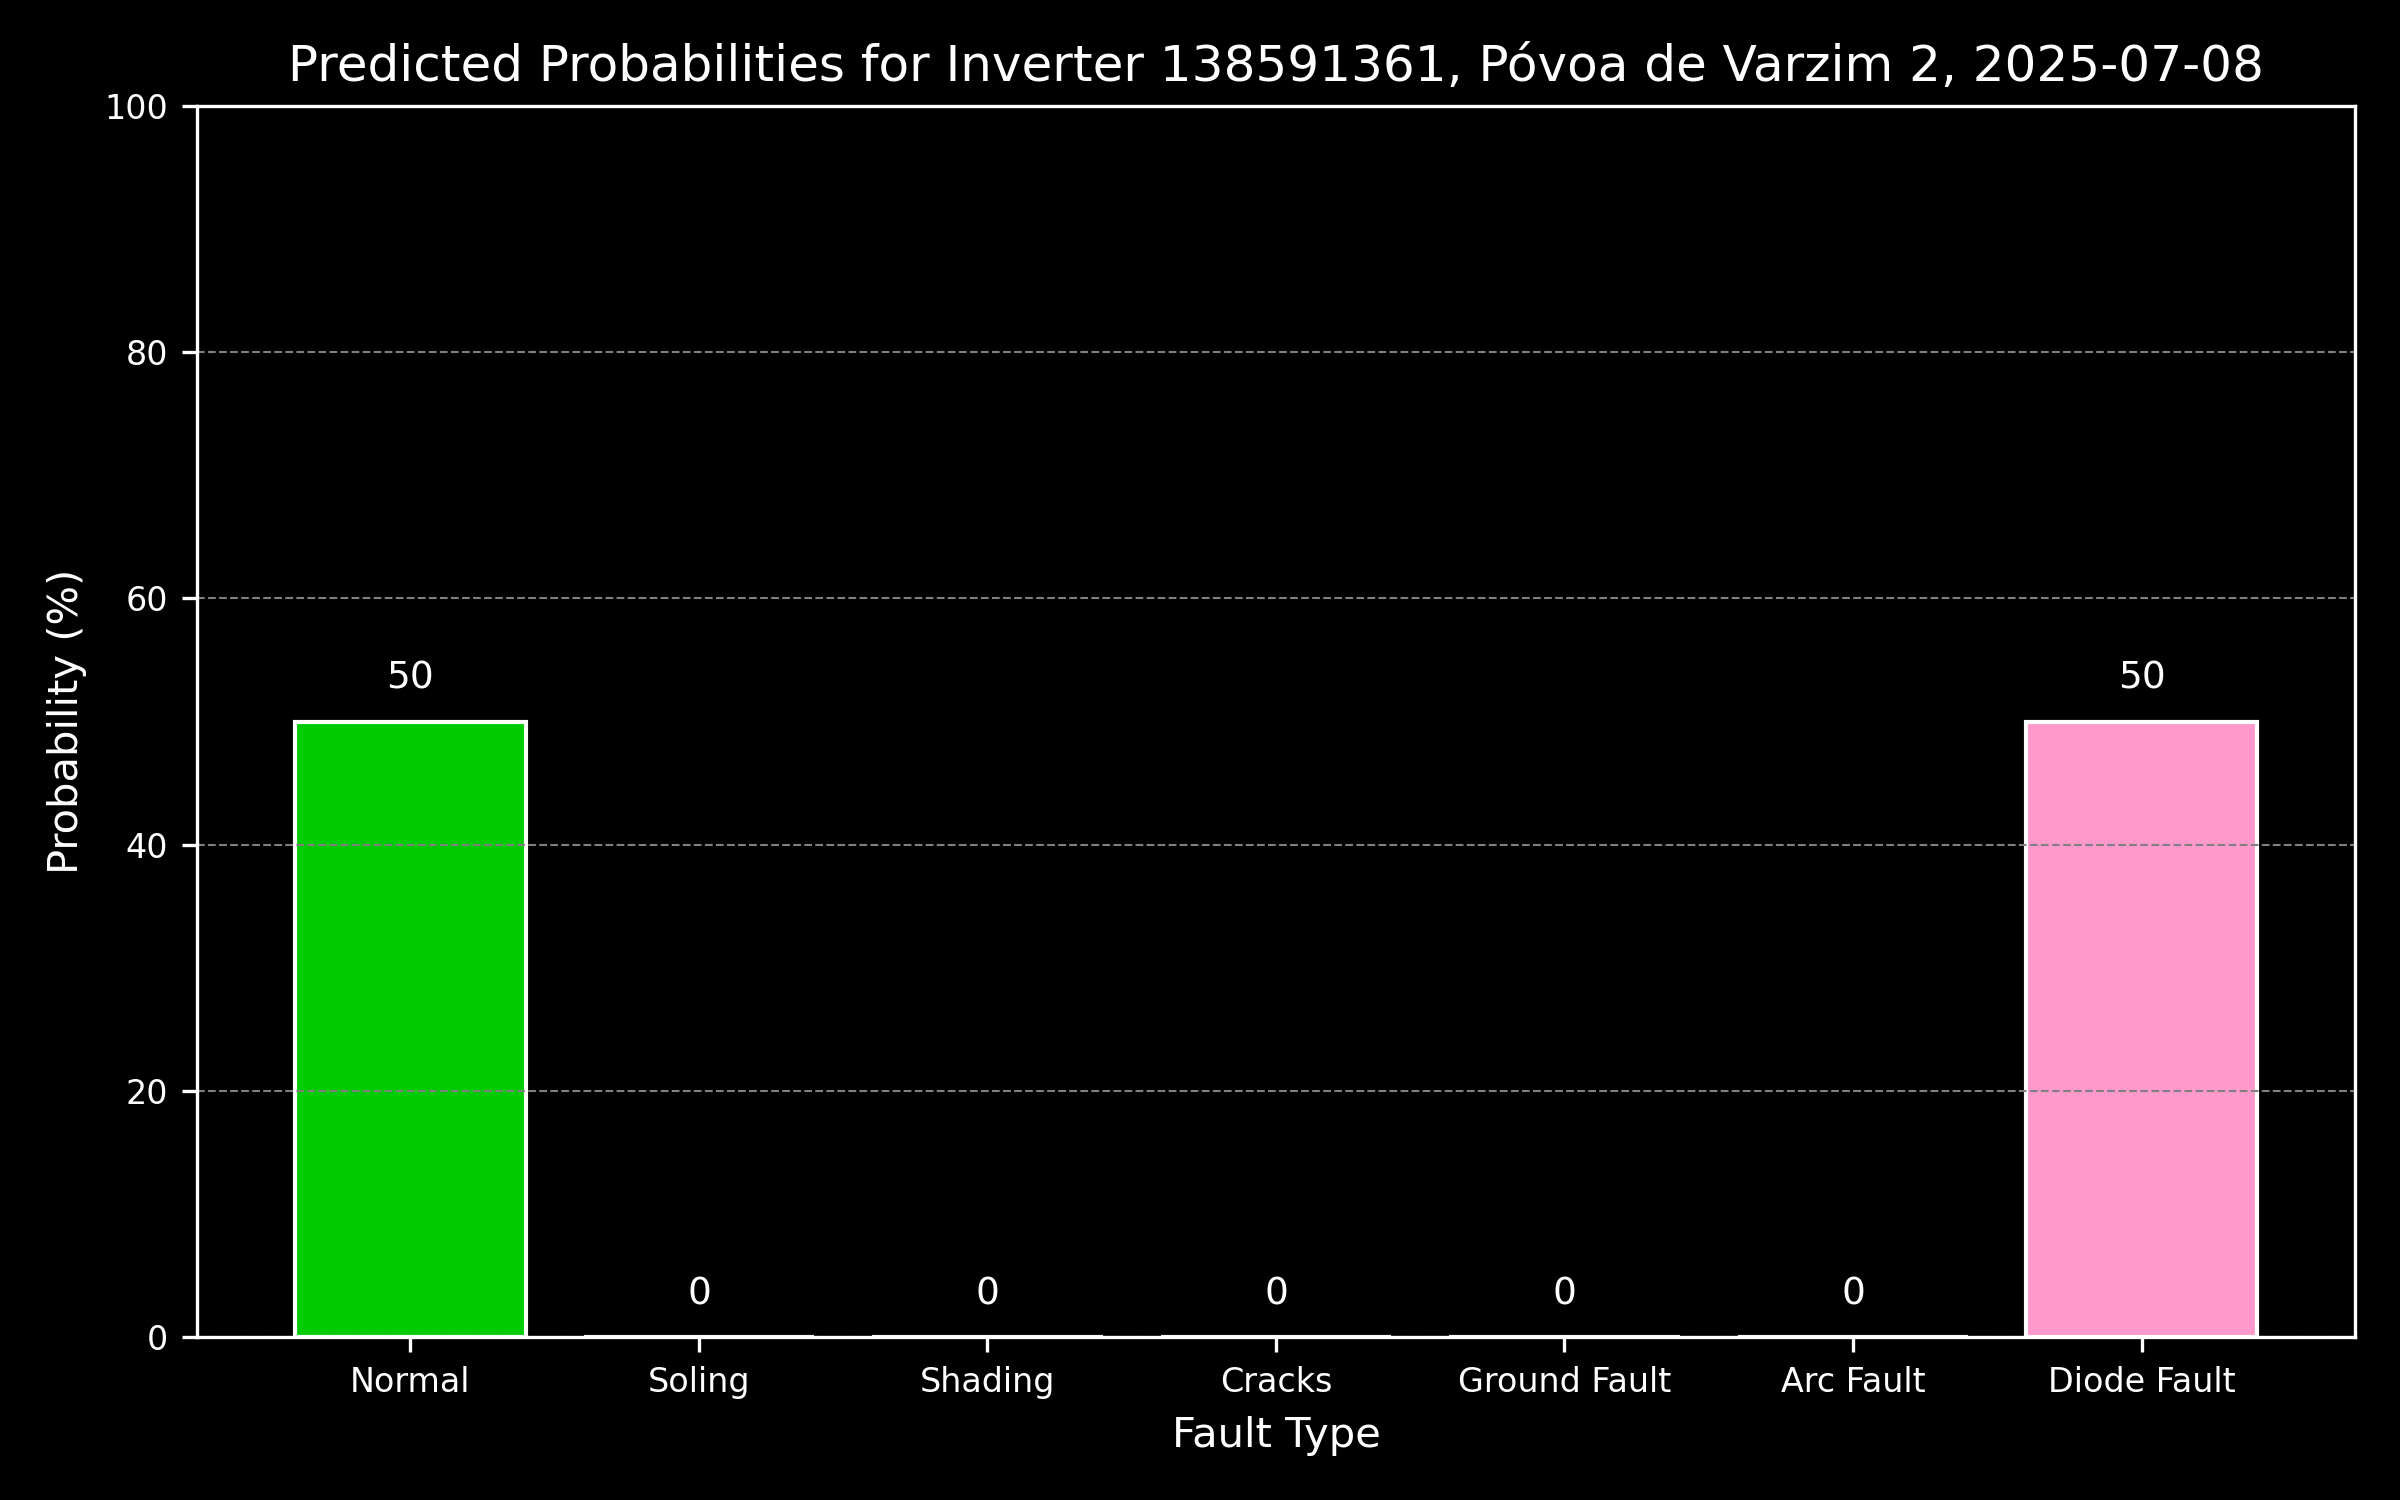 Predicted Probabilities for Inverter 138591361, Póvoa de Varzim 2, 2025-07-08
100
80
60
40
20
0
Probability (%)
50
0
0
0
0
0
50
Normal
Soling
Shading
Cracks
Ground Fault
Arc Fault
Diode Fault
Fault Type